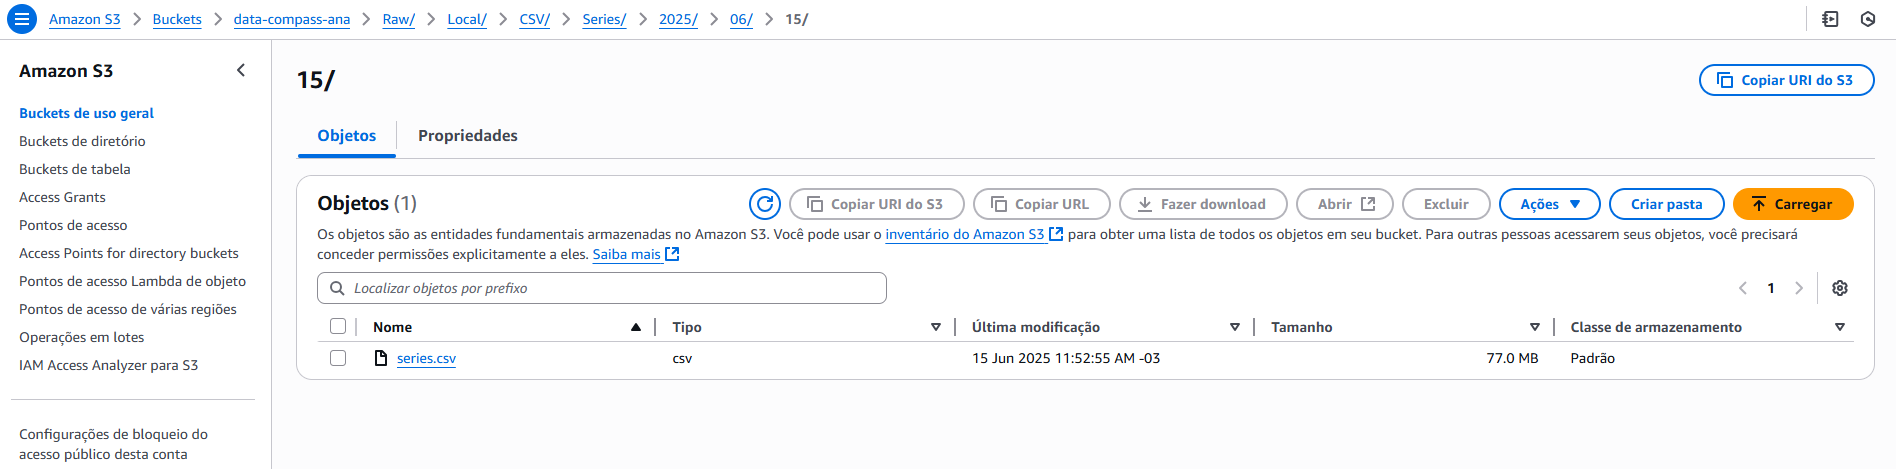 Amazon S3 > Buckets > data-compass-ana > Raw/ > Local/ > CSV/ > Series/ > 2025/ > 06/ > 15/
Amazon S3
Buckets de uso geral
Buckets de diretório
Buckets de tabela
Access Grants
Pontos de acesso
Access Points for directory buckets
Pontos de acesso Lambda de objeto
Pontos de acesso de várias regiões
Operações em lotes
IAM Access Analyzer para S3
Configurações de bloqueio do
acesso público desta conta
15/
Copiar URI do S3
Objetos Propriedades
Objetos (1)
Copiar URI do S3 Copiar URL Fazer download Abrir Excluir Ações Criar pasta Carregar
Os objetos são as entidades fundamentais armazenadas no Amazon S3. Você pode usar o inventário do Amazon S3 para obter uma lista de todos os objetos em seu bucket. Para outras pessoas acessarem seus objetos, você precisará
conceder permissões explicitamente a eles. Saiba mais
Localizar objetos por prefixo
1
Nome Tipo Última modificação Tamanho Classe de armazenamento
series.csv csv 15 Jun 2025 11:52:55 AM -03 77.0 MB Padrão